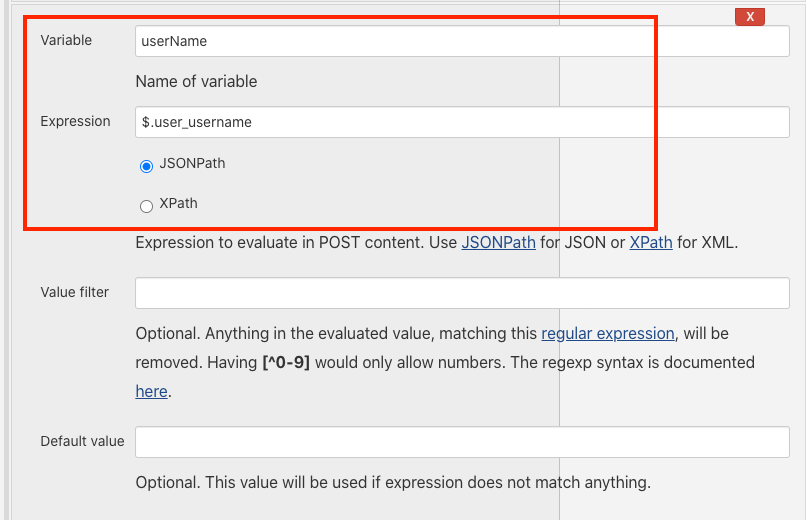 X
Variable userName
Name of variable
Expression $.user_username
JSONPath
XPath
Expression to evaluate in POST content. Use JSONPath for JSON or XPath for XML.
Value filter
Optional. Anything in the evaluated value, matching this regular expression, will be
removed. Having [^0-9] would only allow numbers. The regexp syntax is documented
here.
Default value
Optional. This value will be used if expression does not match anything.